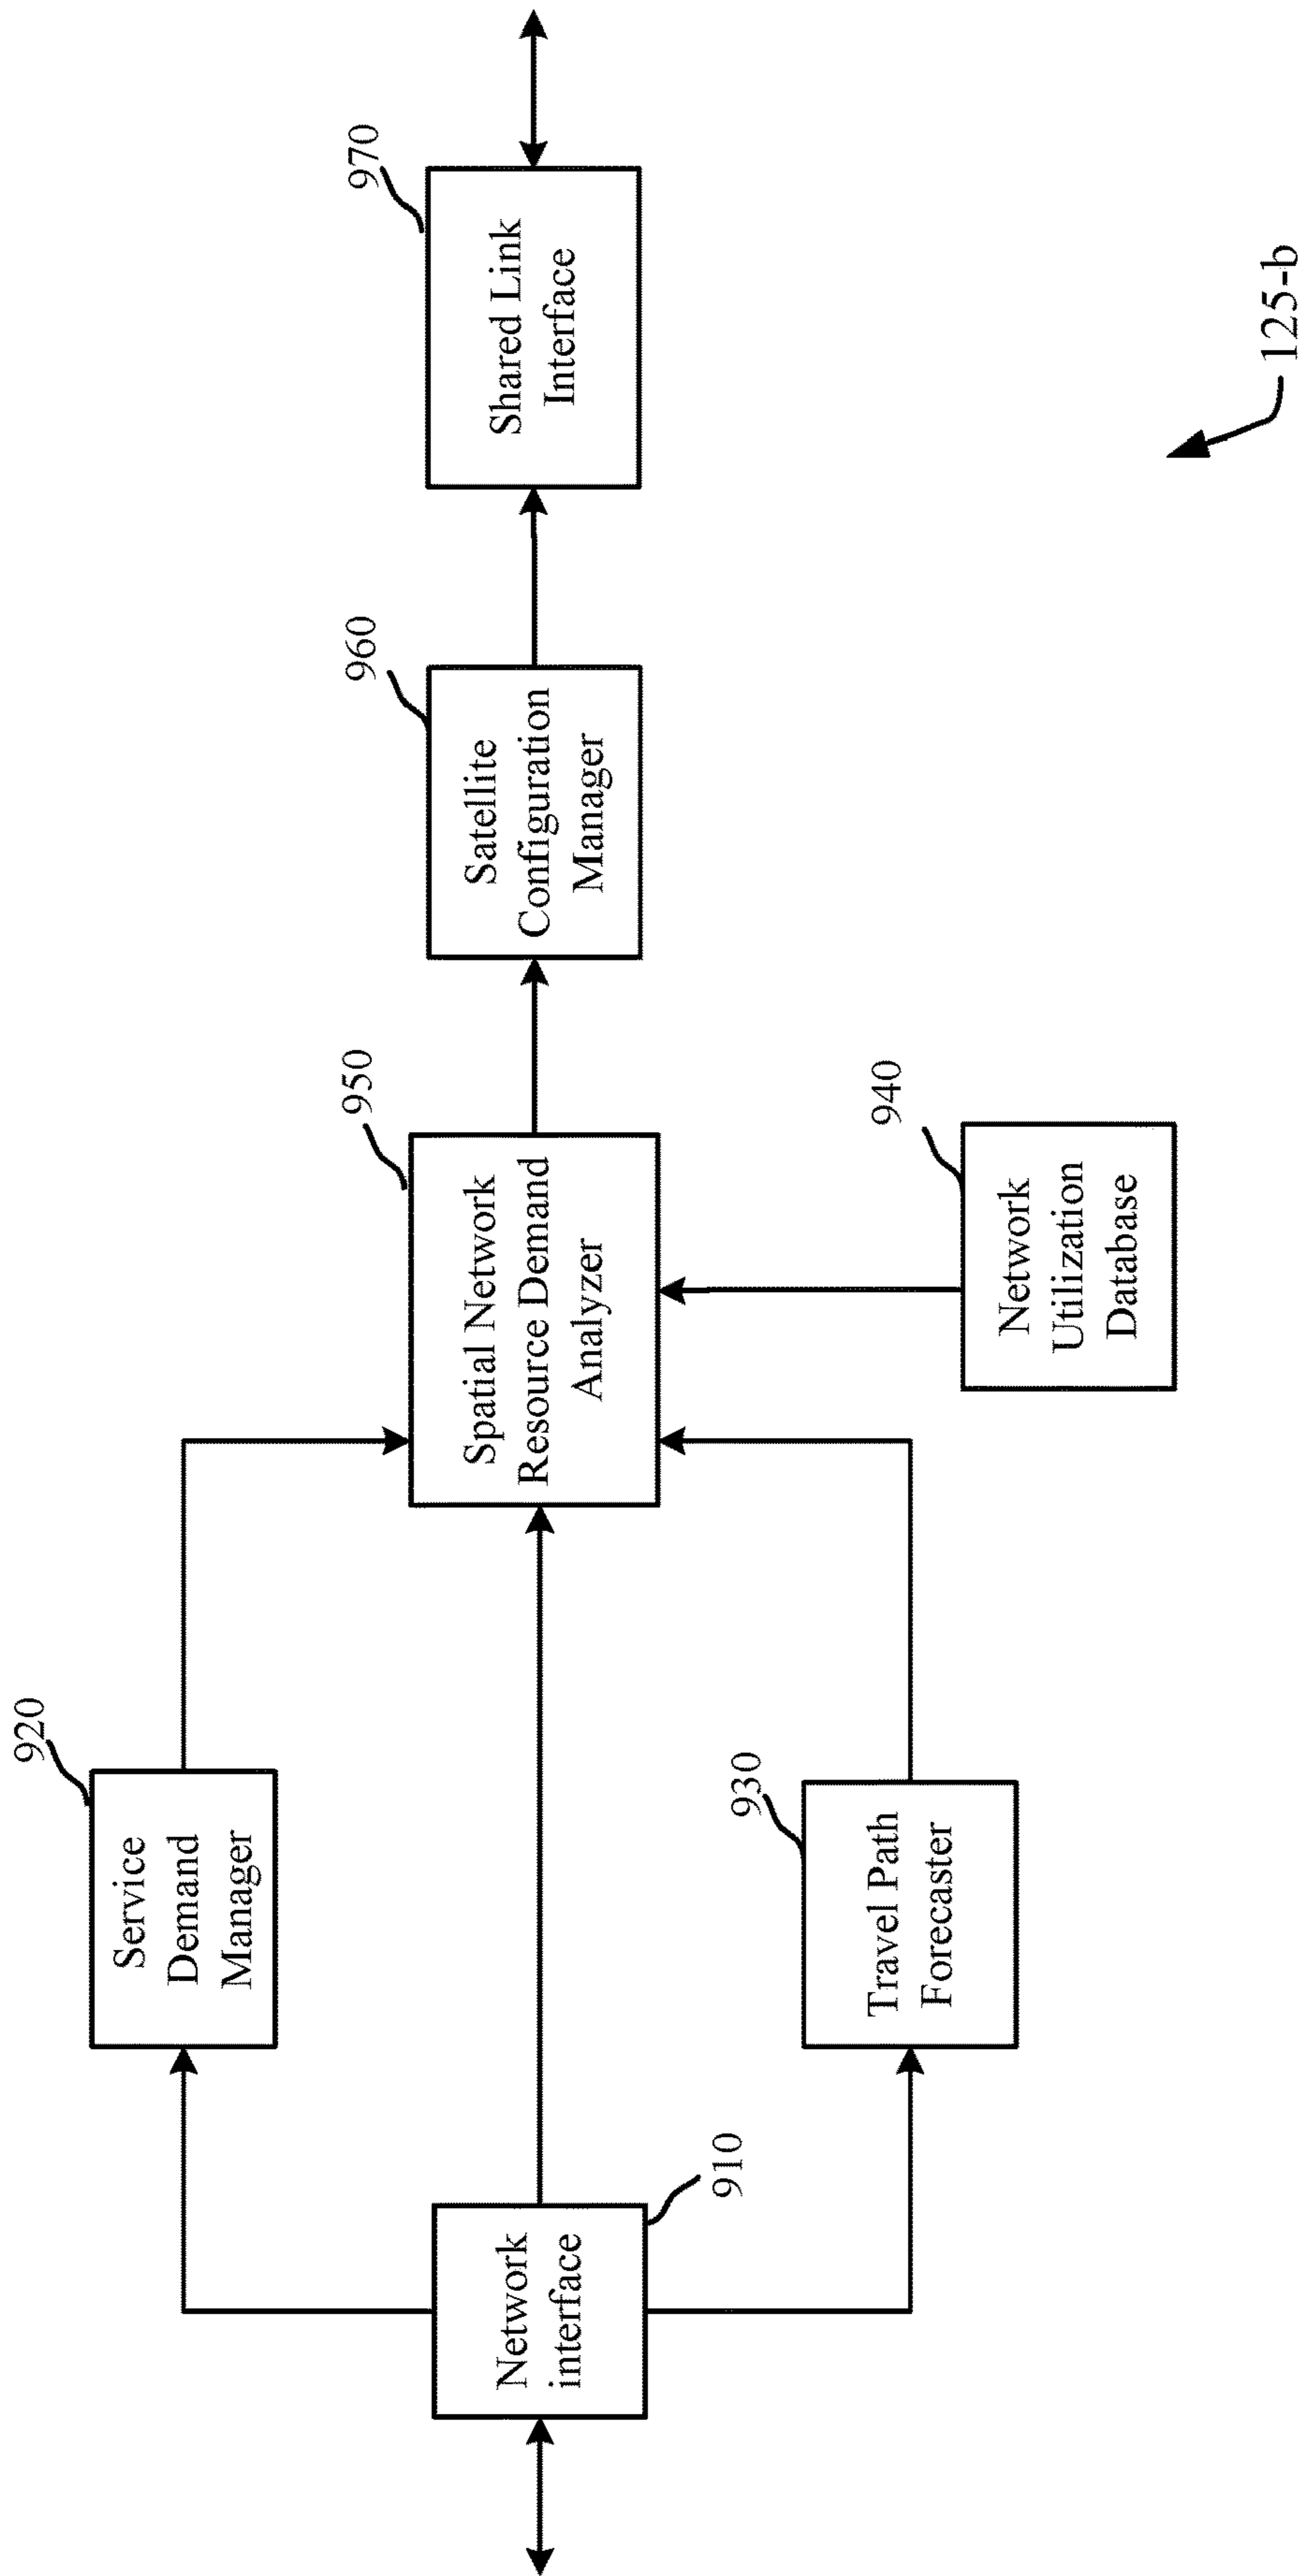 920
Service
Demand
Manager
Network
interface
910
930
Travel Path
Forecaster
950
Spatial Network
Resource Demand
Analyzer
940
Network
Utilization
Database
960
Satellite
Configuration
Manager
970
Shared Link
Interface
125-b